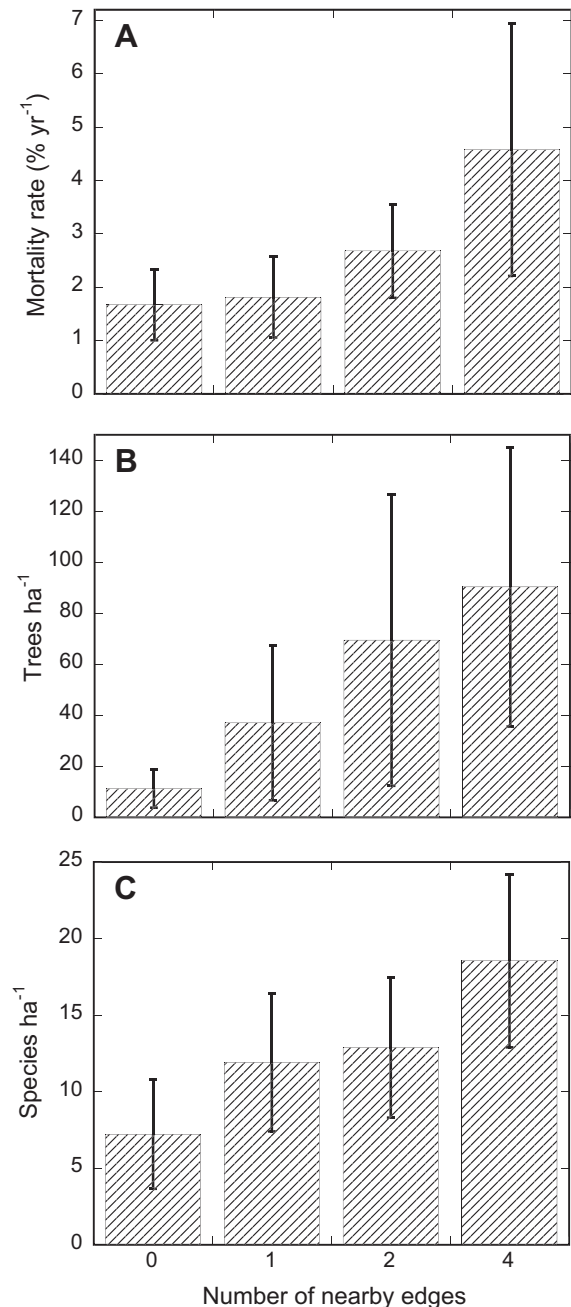 A
7
6
5
4
3
2
1
0
Mortality rate (% yr⁻¹)
B
140
120
100
80
60
40
20
0
Trees ha⁻¹
C
25
20
15
10
5
0
Species ha⁻¹
0 1 2 4
Number of nearby edges